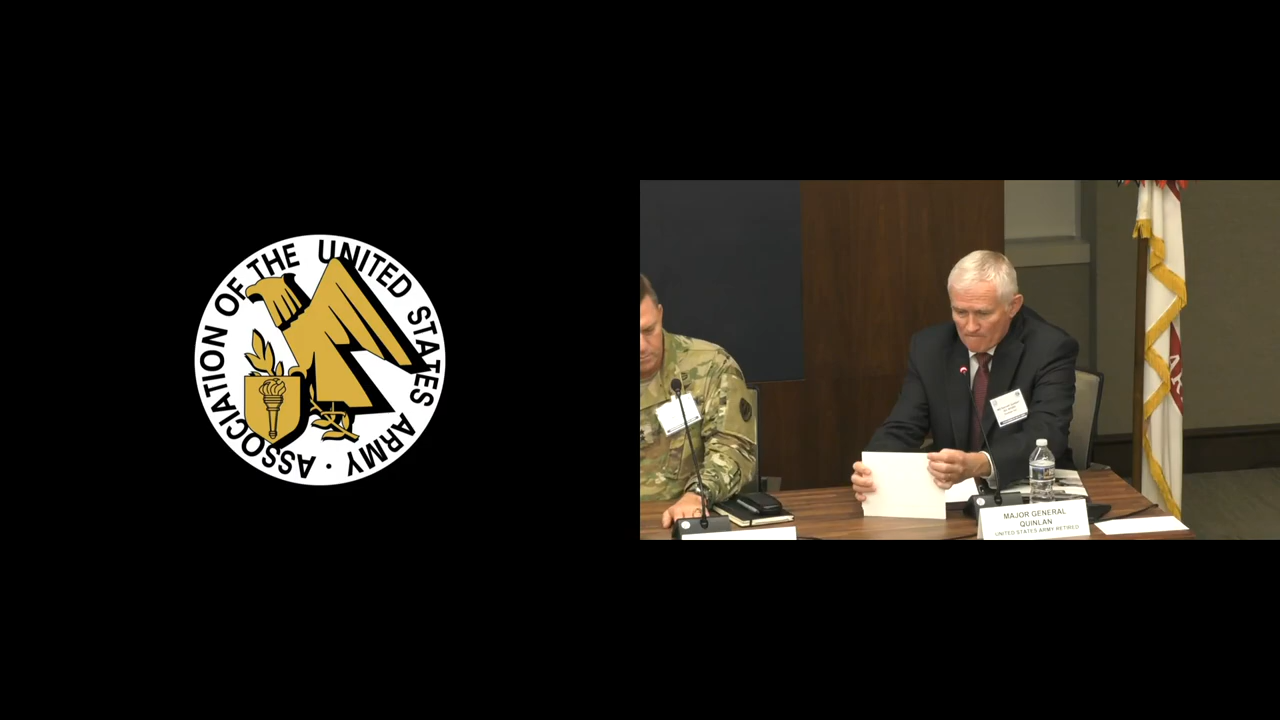 ASSOCIATION OF THE UNITED STATES ARMY ·
MAJOR GENERAL
QUINLAN
UNITED STATES ARMY RETIRED